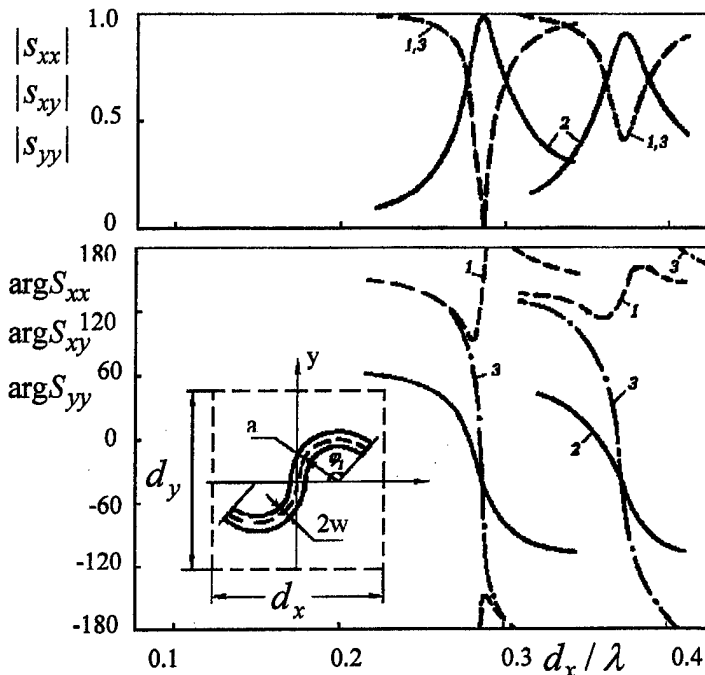 |s_xx|
|s_xy|
|s_yy|
1.0
0.5
0
1,3
2
1,3
180
120
60
0
-60
-120
-180
argS_xx
argS_xy
argS_yy
1
3
3
1
3
2
y
a
φ_1
2w
d_y
d_x
0.1
0.2
0.3
d_x / λ
0.4